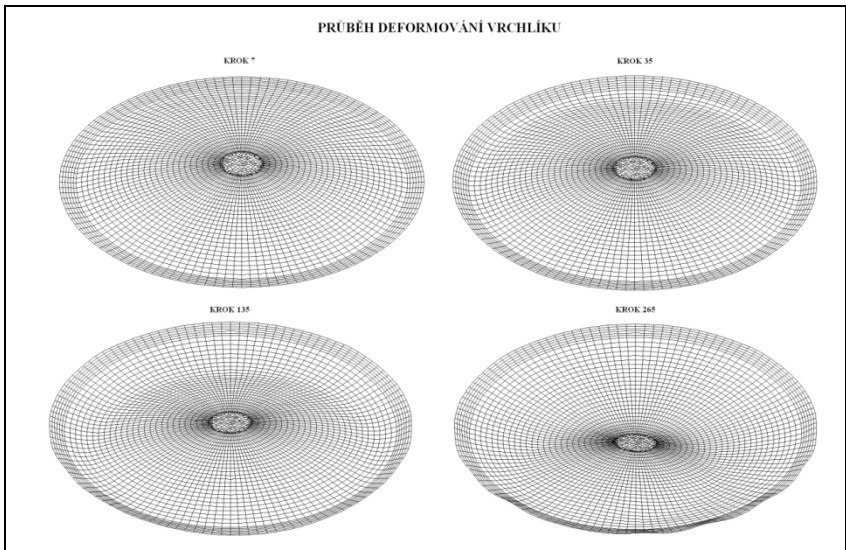 PRŮBĚH DEFORMOVÁNÍ VRCHLÍKU
KROK 7
KROK 35
KROK 135
KROK 265